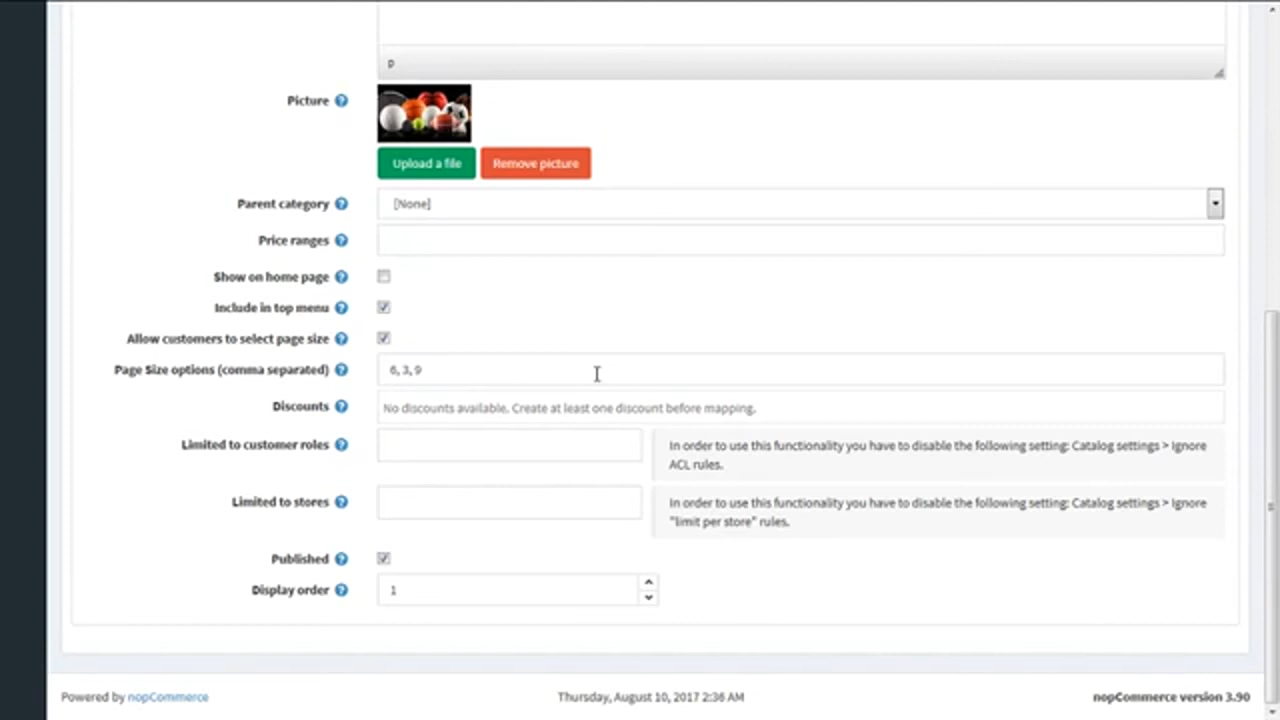 p
Picture
Upload a file Remove picture
Parent category [None]
Price ranges
Show on home page
Include in top menu
Allow customers to select page size
Page Size options (comma separated) 6, 3, 9
Discounts No discounts available. Create at least one discount before mapping.
Limited to customer roles In order to use this functionality you have to disable the following setting: Catalog settings > Ignore
ACL rules.
Limited to stores In order to use this functionality you have to disable the following setting: Catalog settings > Ignore
"limit per store" rules.
Published
Display order 1
Powered by nopCommerce Thursday, August 10, 2017 2:36 AM nopCommerce version 3.90